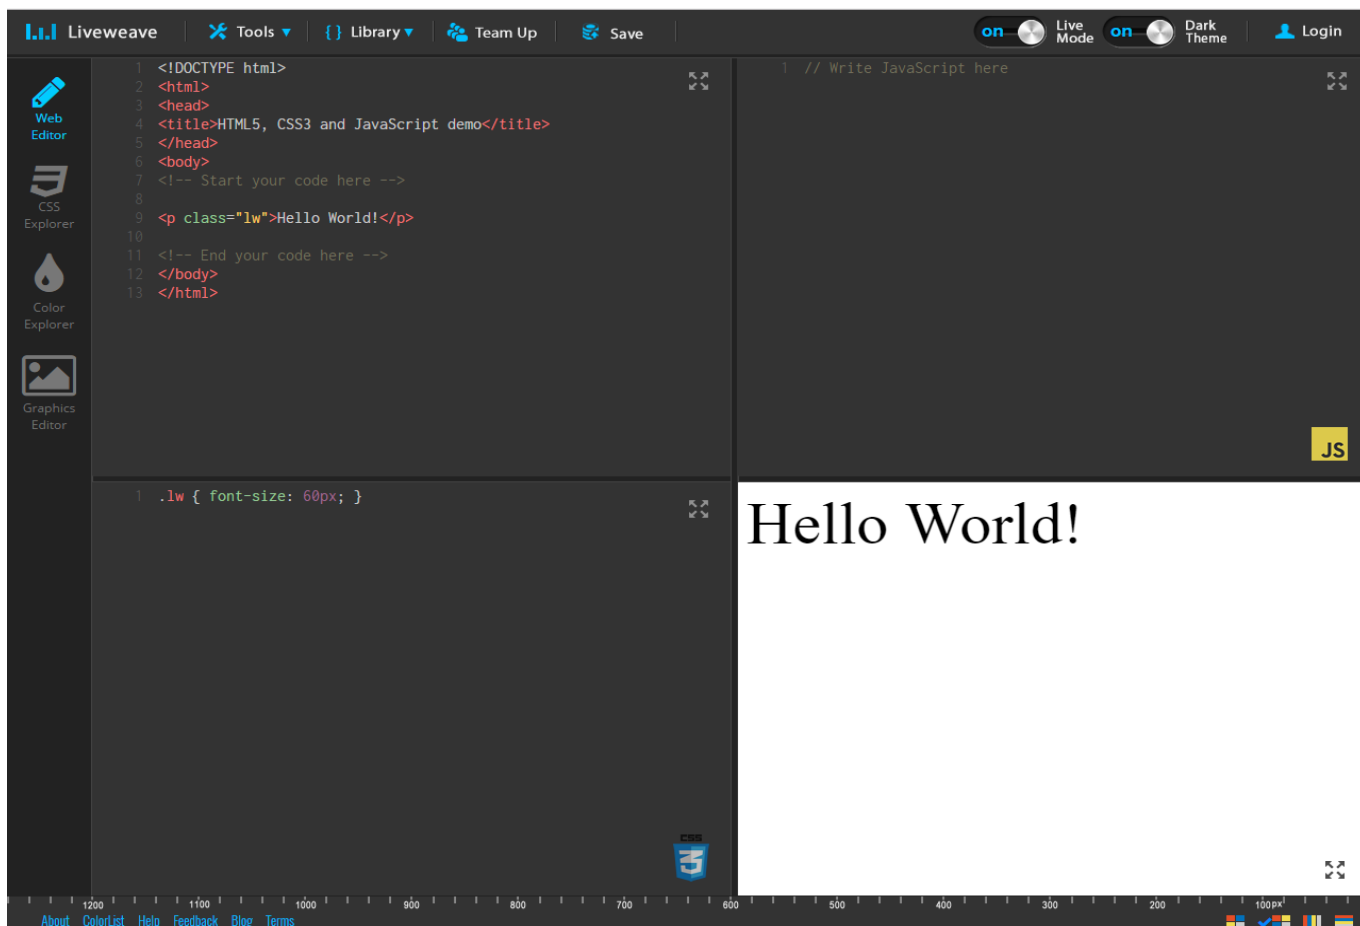 Liveweave Tools Library Team Up Save on Live Mode on Dark Theme Login
Web Editor
CSS Explorer
Color Explorer
Graphics Editor
1 <!DOCTYPE html>
2 <html>
3 <head>
4 <title>HTML5, CSS3 and JavaScript demo</title>
5 </head>
6 <body>
7 <!-- Start your code here -->
8
9 <p class="lw">Hello World!</p>
10
11 <!-- End your code here -->
12 </body>
13 </html>
1 // Write JavaScript here
JS
1 .lw { font-size: 60px; }
CSS
3
Hello World!
1200 1100 1000 900 800 700 600 500 400 300 200 100px
About ColorList Help Feedback Blog Terms